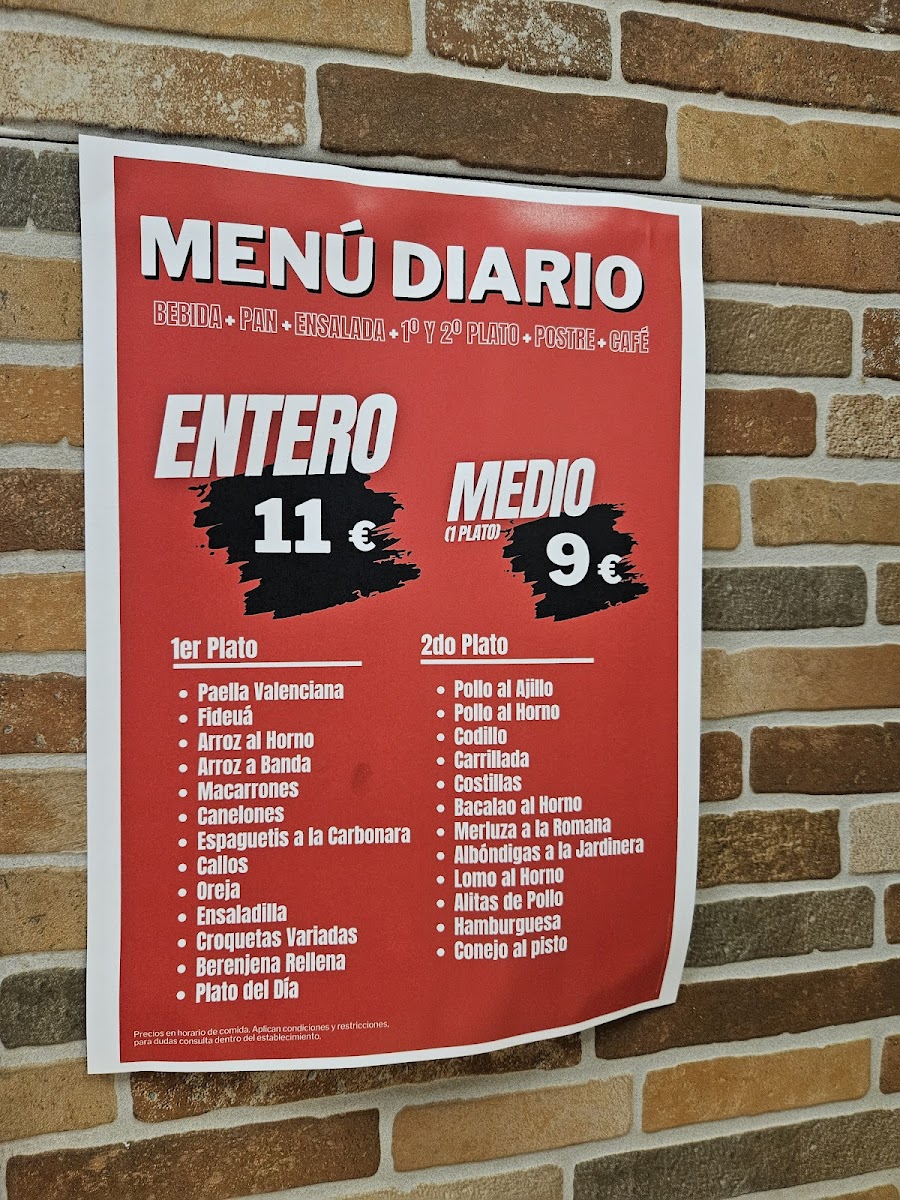 MENÚ DIARIO
BEBIDA + PAN + ENSALADA + 1º Y 2º PLATO + POSTRE + CAFÉ
ENTERO
11 €
MEDIO
(1 PLATO)
9 €
1er Plato
• Paella Valenciana
• Fideuá
• Arroz al Horno
• Arroz a Banda
• Macarrones
• Canelones
• Espaguetis a la Carbonara
• Callos
• Oreja
• Ensaladilla
• Croquetas Variadas
• Berenjena Rellena
• Plato del Día
2do Plato
• Pollo al Ajillo
• Pollo al Horno
• Codillo
• Carrillada
• Costillas
• Bacalao al Horno
• Merluza a la Romana
• Albóndigas a la Jardinera
• Lomo al Horno
• Alitas de Pollo
• Hamburguesa
• Conejo al pisto
Precios en horario de comida. Aplican condiciones y restricciones,
para dudas consulta dentro del establecimiento.